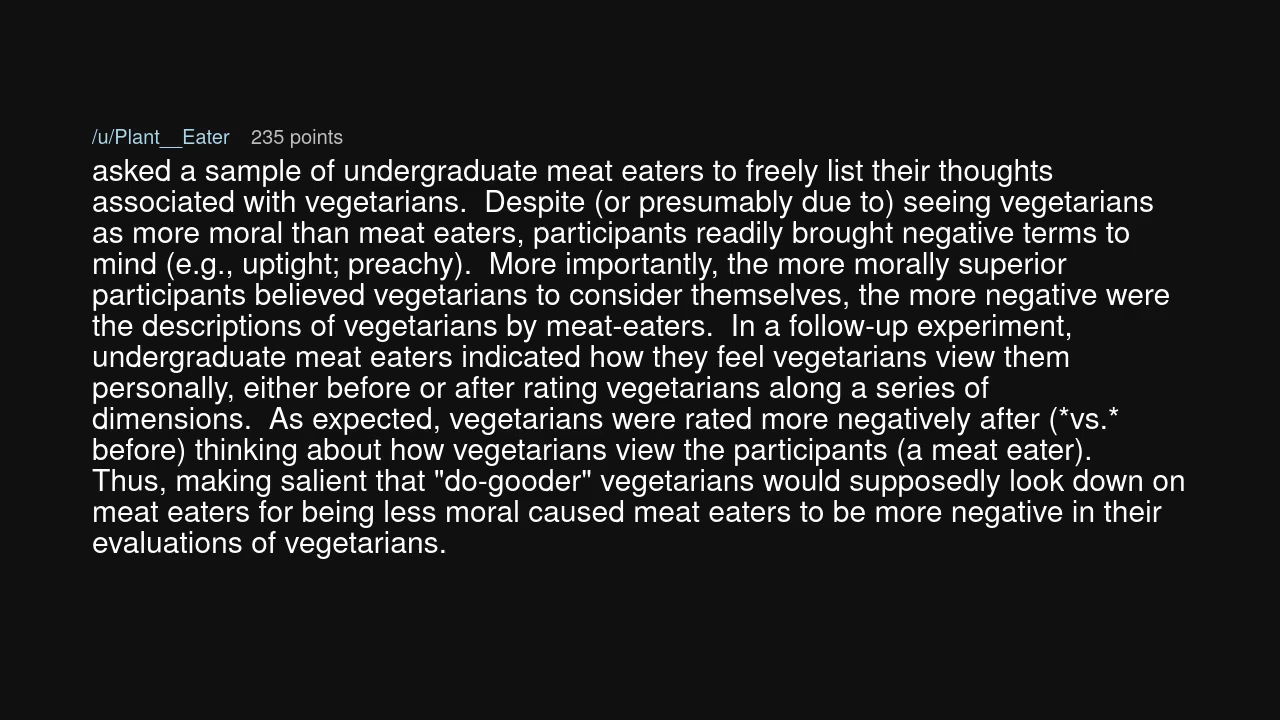 /u/Plant__Eater 235 points
asked a sample of undergraduate meat eaters to freely list their thoughts
associated with vegetarians.  Despite (or presumably due to) seeing vegetarians
as more moral than meat eaters, participants readily brought negative terms to
mind (e.g., uptight; preachy).  More importantly, the more morally superior
participants believed vegetarians to consider themselves, the more negative were
the descriptions of vegetarians by meat-eaters.  In a follow-up experiment,
undergraduate meat eaters indicated how they feel vegetarians view them
personally, either before or after rating vegetarians along a series of
dimensions.  As expected, vegetarians were rated more negatively after (*vs.*
before) thinking about how vegetarians view the participants (a meat eater).
Thus, making salient that "do-gooder" vegetarians would supposedly look down on
meat eaters for being less moral caused meat eaters to be more negative in their
evaluations of vegetarians.